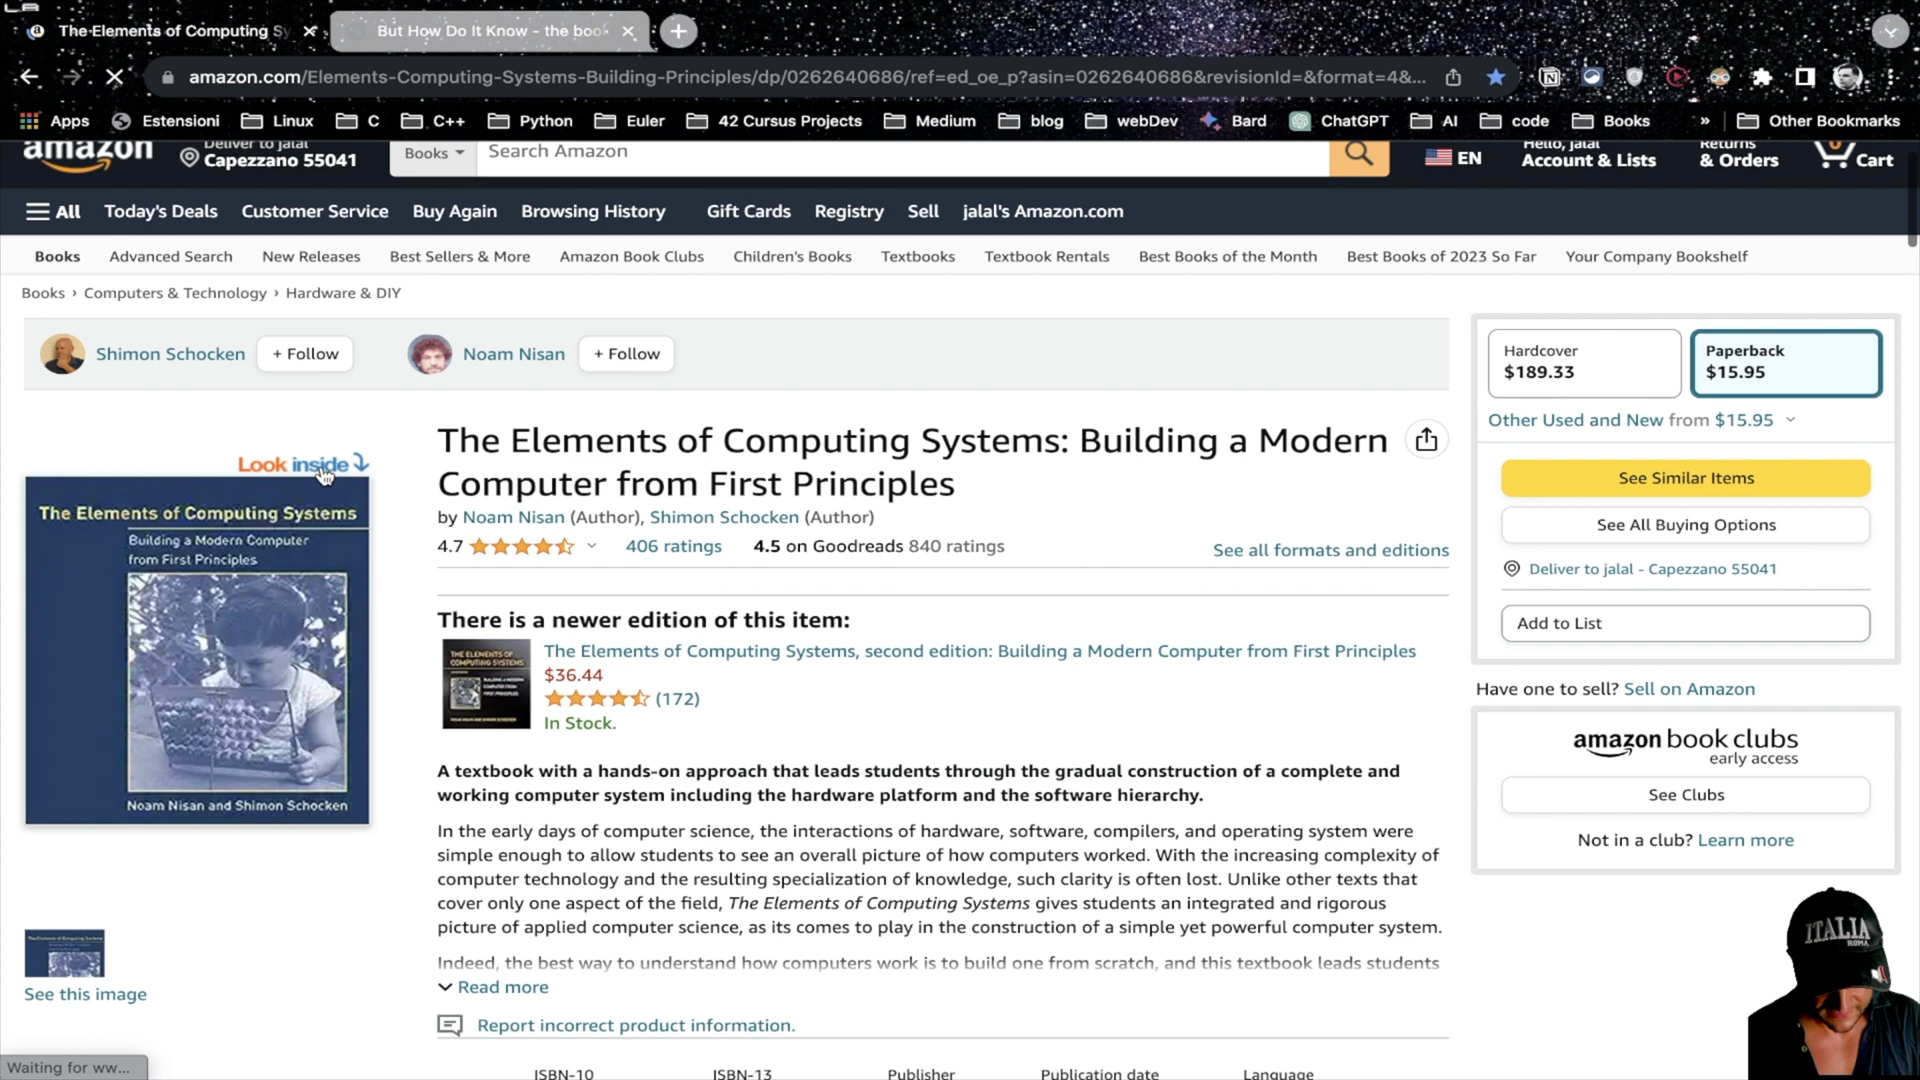 The Elements of Computing Sy
But How Do It Know - the boo
amazon.com/Elements-Computing-Systems-Building-Principles/dp/0262640686/ref=ed_oe_p?asin=0262640686&revisionId=&format=4&...
Apps Estensioni Linux C C++ Python Euler 42 Cursus Projects Medium blog webDev Bard ChatGPT AI code Books » Other Bookmarks
amazon
Deliver to jalal
Capezzano 55041
Books
Search Amazon
EN
Hello, jalal
Account & Lists
Returns
& Orders
0
Cart
All Today's Deals Customer Service Buy Again Browsing History Gift Cards Registry Sell jalal's Amazon.com
Books Advanced Search New Releases Best Sellers & More Amazon Book Clubs Children's Books Textbooks Textbook Rentals Best Books of the Month Best Books of 2023 So Far Your Company Bookshelf
Books › Computers & Technology › Hardware & DIY
Shimon Schocken + Follow Noam Nisan + Follow
Look inside
The Elements of Computing Systems
Building a Modern Computer
from First Principles
Noam Nisan and Shimon Schocken
See this image
The Elements of Computing Systems: Building a Modern
Computer from First Principles
by Noam Nisan (Author), Shimon Schocken (Author)
4.7 406 ratings 4.5 on Goodreads 840 ratings
See all formats and editions
There is a newer edition of this item:
THE ELEMENTS OF
COMPUTING SYSTEMS
The Elements of Computing Systems, second edition: Building a Modern Computer from First Principles
$36.44
(172)
In Stock.
A textbook with a hands-on approach that leads students through the gradual construction of a complete and
working computer system including the hardware platform and the software hierarchy.
In the early days of computer science, the interactions of hardware, software, compilers, and operating system were
simple enough to allow students to see an overall picture of how computers worked. With the increasing complexity of
computer technology and the resulting specialization of knowledge, such clarity is often lost. Unlike other texts that
cover only one aspect of the field, The Elements of Computing Systems gives students an integrated and rigorous
picture of applied computer science, as its comes to play in the construction of a simple yet powerful computer system.
Indeed, the best way to understand how computers work is to build one from scratch, and this textbook leads students
Read more
Report incorrect product information.
ISBN-10 ISBN-13 Publisher Publication date Language
Hardcover
$189.33
Paperback
$15.95
Other Used and New from $15.95
See Similar Items
See All Buying Options
Deliver to jalal - Capezzano 55041
Add to List
Have one to sell? Sell on Amazon
amazon book clubs
early access
See Clubs
Not in a club? Learn more
ITALIA
ROMA
Waiting for ww...